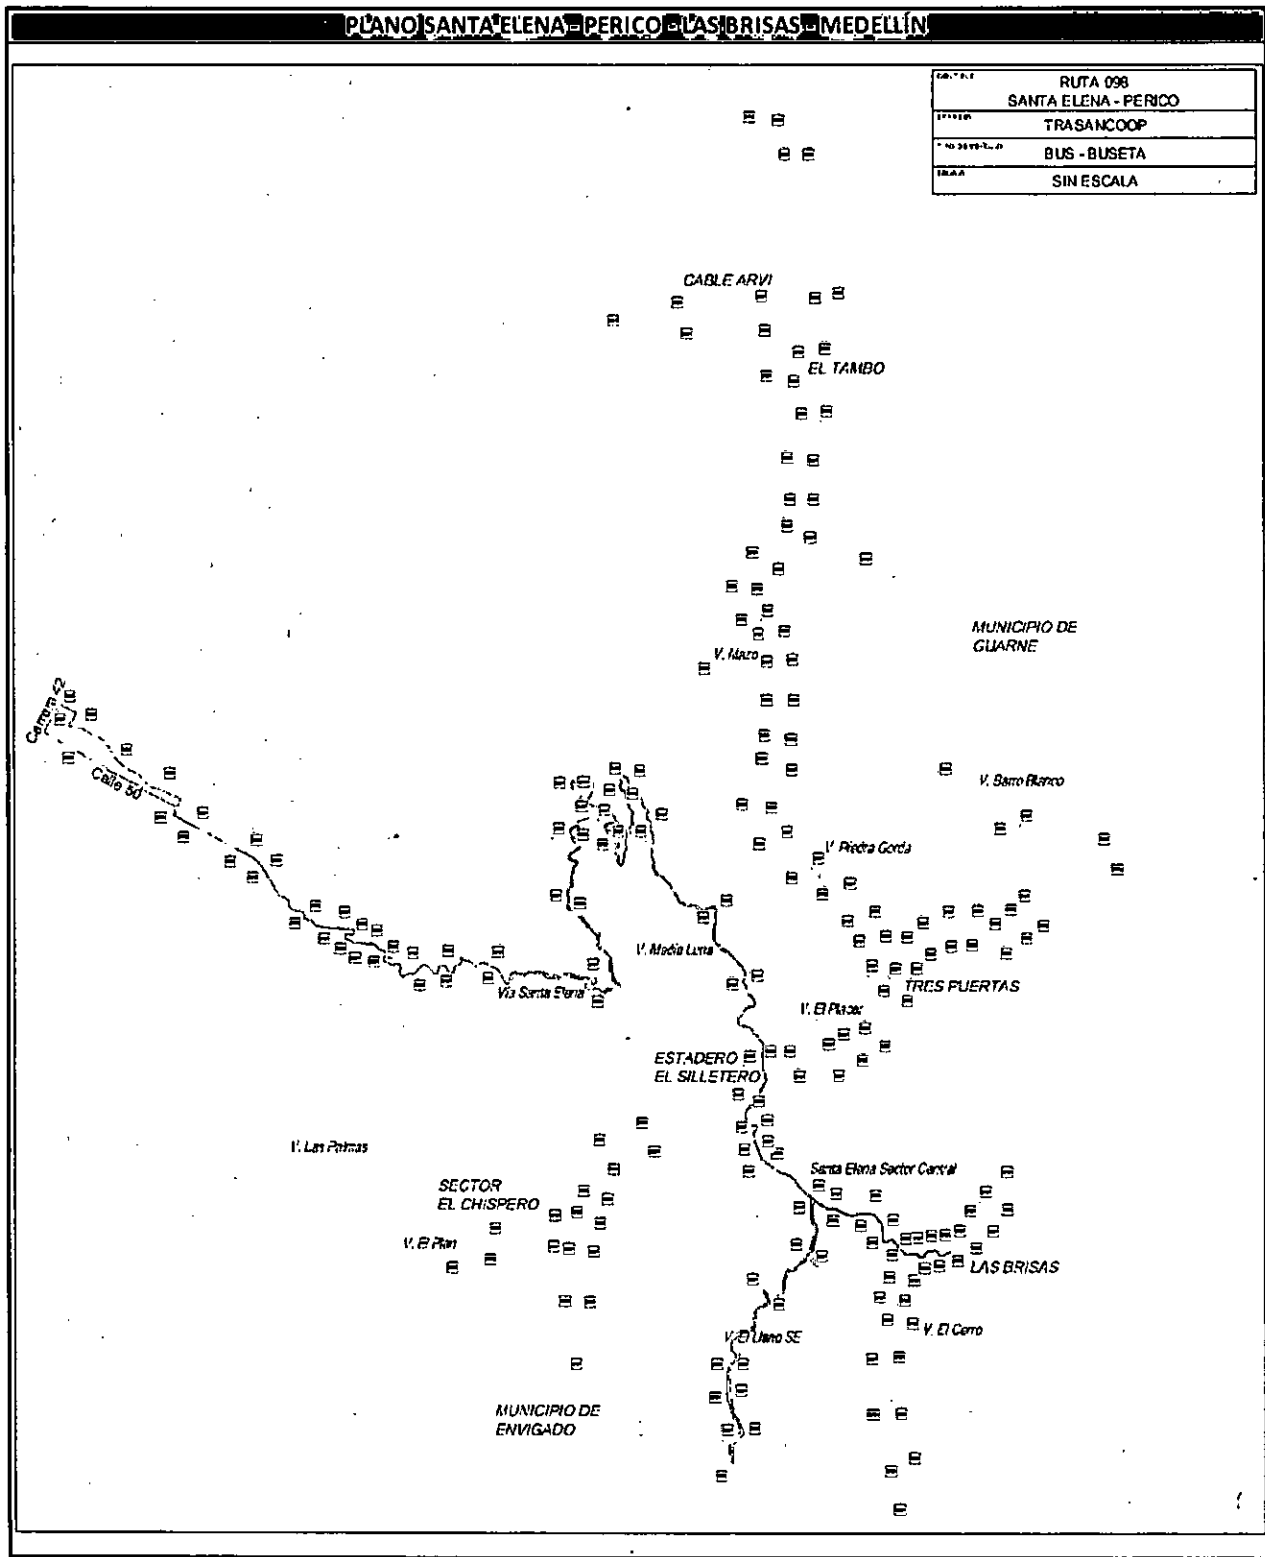 PLANO SANTA ELENA - PERICO - LAS BRISAS - MEDELLÍN
RUTA 098
SANTA ELENA - PERICO
TRASANCOOP
BUS - BUSETA
SIN ESCALA
CABLE ARVI
EL TAMBO
MUNICIPIO DE
GUARNE
V. Mazo
Carrera 42
Calle 50
V. Barro Blanco
V. Piedra Gorda
V. Media Luna
TRES PUERTAS
Vía Santa Elena
V. El Placer
ESTADERO
EL SILLETERO
V. Las Palmas
Santa Elena Sector Central
SECTOR
EL CHISPERO
V. El Plan
LAS BRISAS
V. El Cerro
V. El Llano SE
MUNICIPIO DE
ENVIGADO